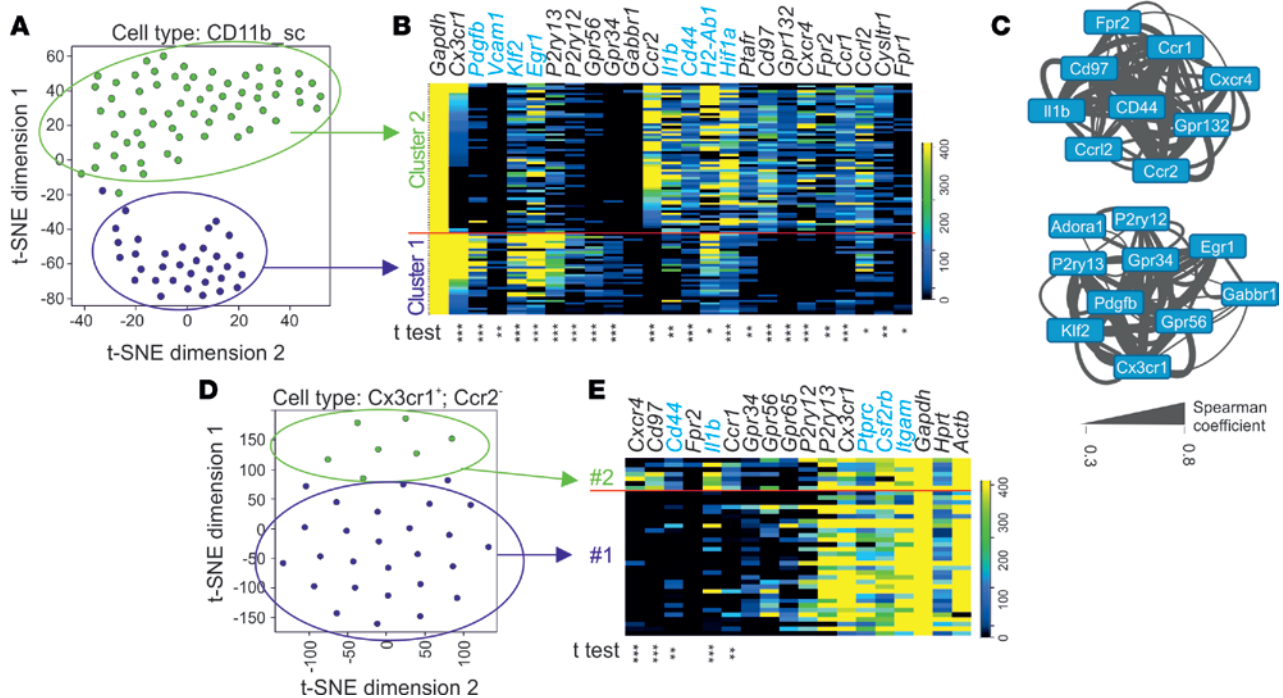 A
Cell type: CD11b_sc
t-SNE dimension 1
60
40
20
0
-20
-40
-60
-80
-40
-20
0
20
40
t-SNE dimension 2
B
Gapdh
Cx3cr1
Pdgfb
Vcam1
Klf2
Egr1
P2ry13
P2ry12
Gpr56
Gpr34
Gabbr1
Ccr2
Il1b
Cd44
H2-Ab1
Hif1a
Ptafr
Cd97
Gpr132
Cxcr4
Fpr2
Ccr1
Ccrl2
Cysltr1
Fpr1
Cluster 2
Cluster 1
400
300
200
100
0
t test
***
***
**
***
***
***
***
***
***
***
**
***
*
***
**
***
***
***
**
***
*
**
*
C
Fpr2
Ccr1
Cd97
Cxcr4
Il1b
CD44
Gpr132
Ccrl2
Ccr2
P2ry12
Adora1
Egr1
P2ry13
Gpr34
Gabbr1
Pdgfb
Klf2
Gpr56
Cx3cr1
Spearman
coefficient
0.3
0.8
D
Cell type: Cx3cr1+; Ccr2-
t-SNE dimension 1
150
100
50
0
-50
-100
-150
-100
-50
0
50
100
t-SNE dimension 2
E
Cxcr4
Cd97
Cd44
Fpr2
Il1b
Ccr1
Gpr34
Gpr56
Gpr65
P2ry12
P2ry13
Cx3cr1
Ptprc
Csf2rb
Itgam
Gapdh
Hprt
Actb
#2
#1
400
300
200
100
0
t test
***
***
**
***
**